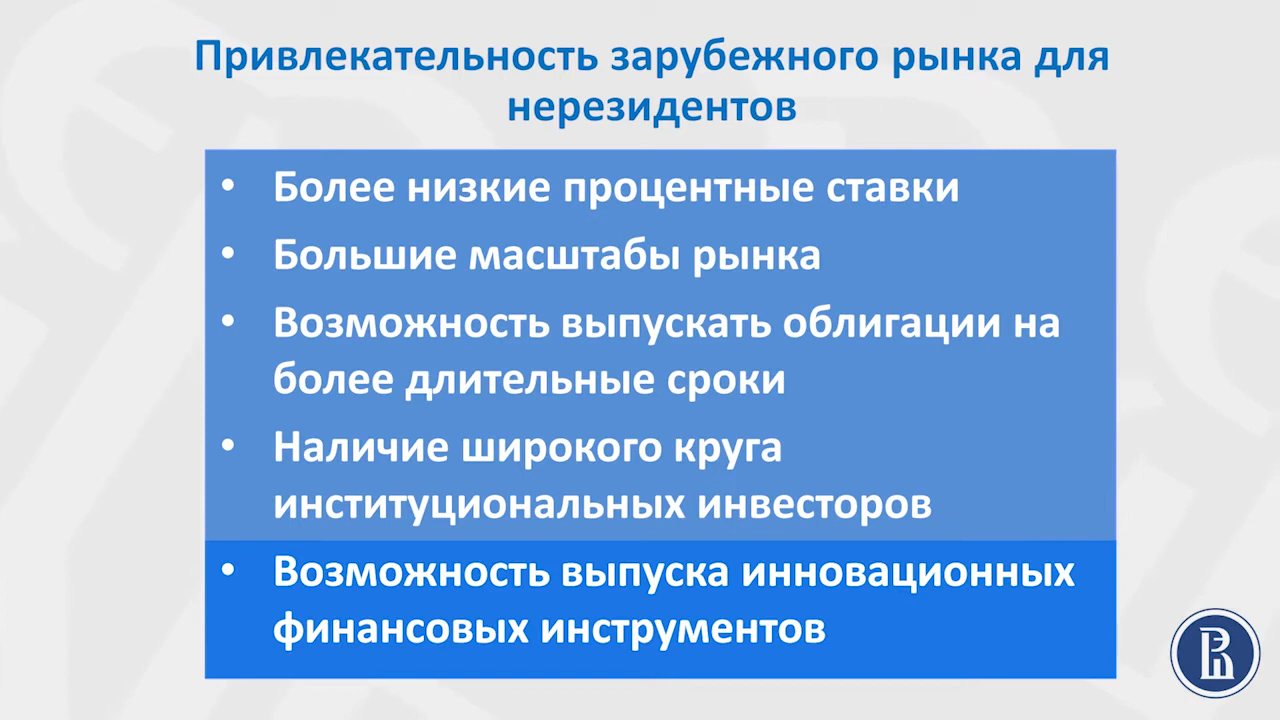 Привлекательность зарубежного рынка для
нерезидентов
• Более низкие процентные ставки
• Большие масштабы рынка
• Возможность выпускать облигации на
более длительные сроки
• Наличие широкого круга
институциональных инвесторов
• Возможность выпуска инновационных
финансовых инструментов